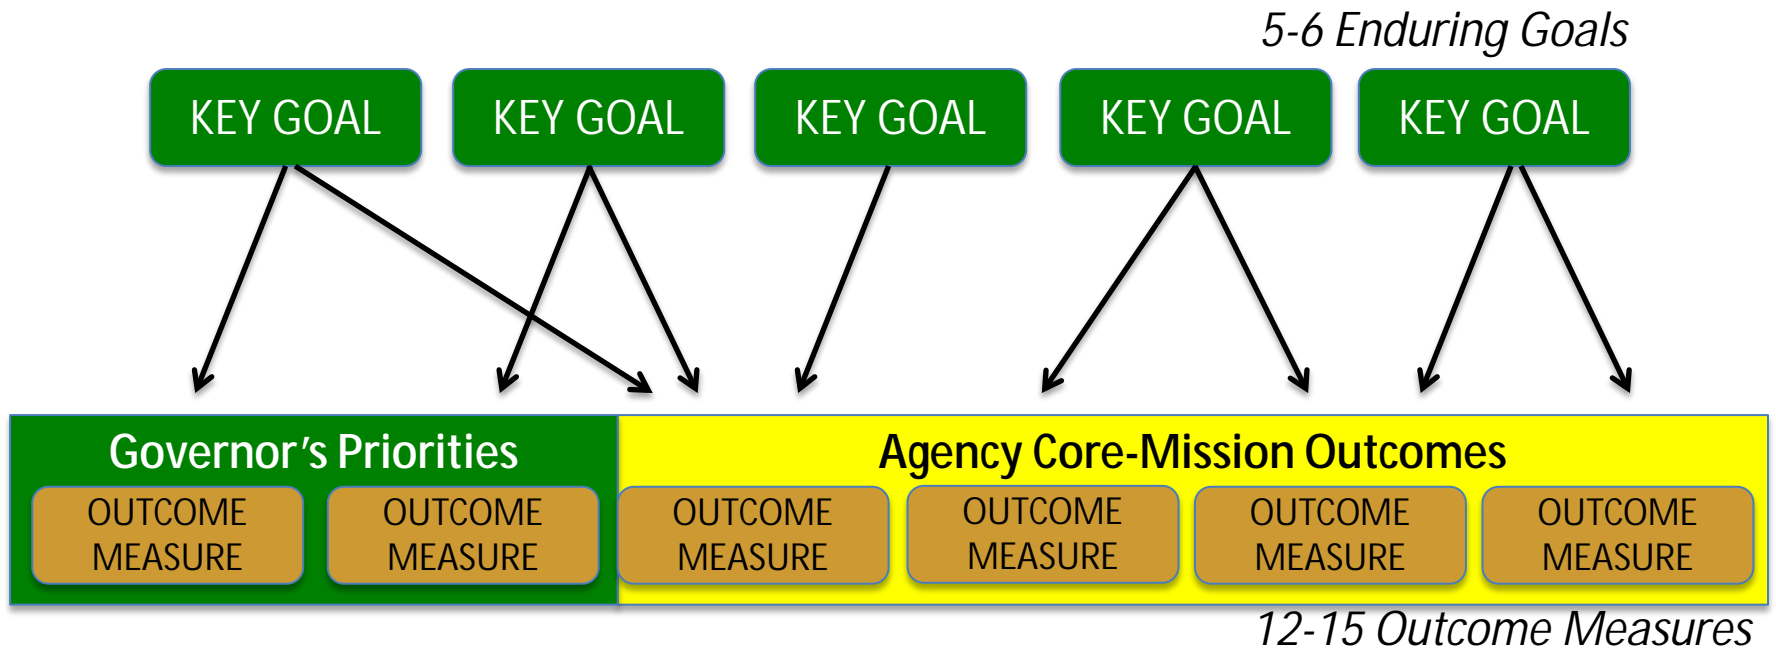 5-6 Enduring Goals
KEY GOAL
KEY GOAL
KEY GOAL
KEY GOAL
KEY GOAL
Governor's Priorities
Agency Core-Mission Outcomes
OUTCOME
MEASURE
OUTCOME
MEASURE
OUTCOME
MEASURE
OUTCOME
MEASURE
OUTCOME
MEASURE
OUTCOME
MEASURE
12-15 Outcome Measures